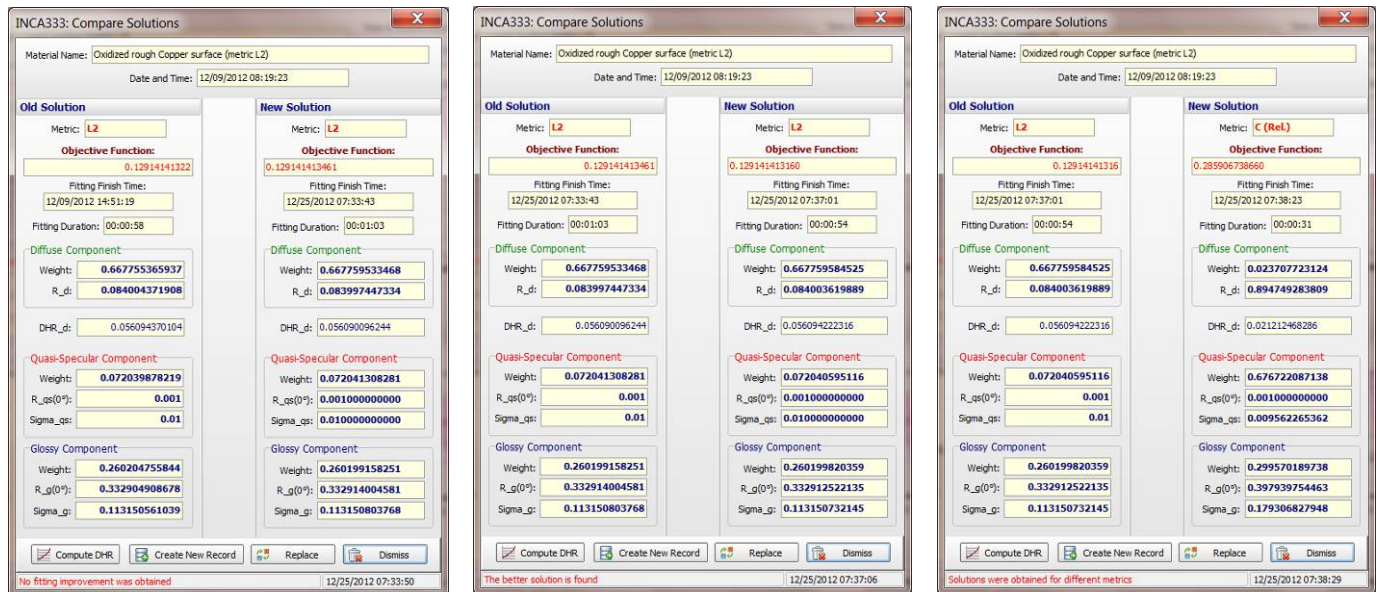 INCA333: Compare Solutions
Material Name: Oxidized rough Copper surface (metric L2)
Date and Time: 12/09/2012 08:19:23
Old Solution New Solution
Metric: L2 Metric: L2
Objective Function: Objective Function:
0.12914141322 0.129141413461
Fitting Finish Time: Fitting Finish Time:
12/09/2012 14:51:19 12/25/2012 07:33:43
Fitting Duration: 00:00:58 Fitting Duration: 00:01:03
Diffuse Component Diffuse Component
Weight: 0.667755365937 Weight: 0.667759533468
R_d: 0.084004371908 R_d: 0.083997447334
DHR_d: 0.056094370104 DHR_d: 0.056090096244
Quasi-Specular Component Quasi-Specular Component
Weight: 0.072039878219 Weight: 0.072041308281
R_qs(0°): 0.001 R_qs(0°): 0.001000000000
Sigma_qs: 0.01 Sigma_qs: 0.010000000000
Glossy Component Glossy Component
Weight: 0.260204755844 Weight: 0.260199158251
R_g(0°): 0.332904908678 R_g(0°): 0.332914004581
Sigma_g: 0.113150561039 Sigma_g: 0.113150803768
Compute DHR Create New Record Replace Dismiss
No fitting improvement was obtained 12/25/2012 07:33:50
INCA333: Compare Solutions
Material Name: Oxidized rough Copper surface (metric L2)
Date and Time: 12/09/2012 08:19:23
Old Solution New Solution
Metric: L2 Metric: L2
Objective Function: Objective Function:
0.129141413461 0.129141413160
Fitting Finish Time: Fitting Finish Time:
12/25/2012 07:33:43 12/25/2012 07:37:01
Fitting Duration: 00:01:03 Fitting Duration: 00:00:54
Diffuse Component Diffuse Component
Weight: 0.667759533468 Weight: 0.667759584525
R_d: 0.083997447334 R_d: 0.084003619889
DHR_d: 0.056090096244 DHR_d: 0.056094222316
Quasi-Specular Component Quasi-Specular Component
Weight: 0.072041308281 Weight: 0.072040595116
R_qs(0°): 0.001 R_qs(0°): 0.001000000000
Sigma_qs: 0.01 Sigma_qs: 0.010000000000
Glossy Component Glossy Component
Weight: 0.260199158251 Weight: 0.260199820359
R_g(0°): 0.332914004581 R_g(0°): 0.332912522135
Sigma_g: 0.113150803768 Sigma_g: 0.113150732145
Compute DHR Create New Record Replace Dismiss
The better solution is found 12/25/2012 07:37:06
INCA333: Compare Solutions
Material Name: Oxidized rough Copper surface (metric L2)
Date and Time: 12/09/2012 08:19:23
Old Solution New Solution
Metric: L2 Metric: C (Rel.)
Objective Function: Objective Function:
0.12914141316 0.285906738660
Fitting Finish Time: Fitting Finish Time:
12/25/2012 07:37:01 12/25/2012 07:38:23
Fitting Duration: 00:00:54 Fitting Duration: 00:00:31
Diffuse Component Diffuse Component
Weight: 0.667759584525 Weight: 0.023707723124
R_d: 0.084003619889 R_d: 0.894749283809
DHR_d: 0.056094222316 DHR_d: 0.021212468286
Quasi-Specular Component Quasi-Specular Component
Weight: 0.072040595116 Weight: 0.676722087138
R_qs(0°): 0.001 R_qs(0°): 0.001000000000
Sigma_qs: 0.01 Sigma_qs: 0.009562265362
Glossy Component Glossy Component
Weight: 0.260199820359 Weight: 0.299570189738
R_g(0°): 0.332912522135 R_g(0°): 0.397939754463
Sigma_g: 0.113150732145 Sigma_g: 0.179306827948
Compute DHR Create New Record Replace Dismiss
Solutions were obtained for different metrics 12/25/2012 07:38:29